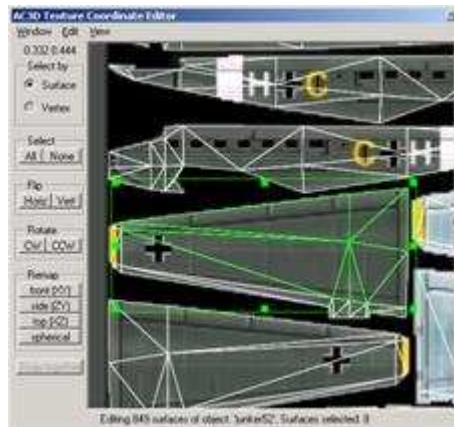 AC3D Texture Coordinate Editor
Window Edit View
0.332 0.444
Select by
Surface
Vertex
Select
All None
Flip
Horiz Vert
Rotate
CW CCW
Remap
front (XY)
side (ZY)
top (XZ)
spherical
H + C
C + H
Editing 849 surfaces of object: 'junker52'. Surfaces selected: 8